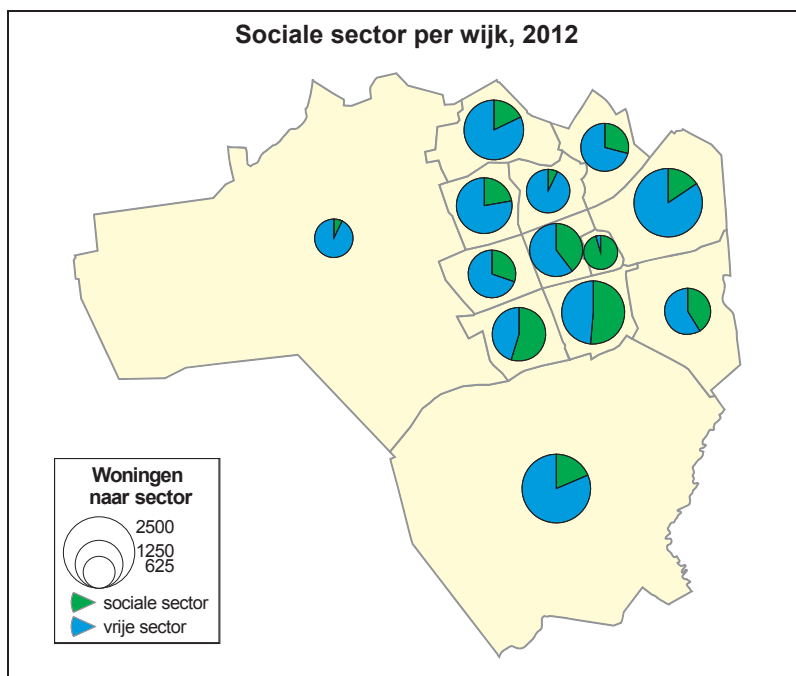 Sociale sector per wijk, 2012
Woningen
naar sector
2500
1250
625
sociale sector
vrije sector